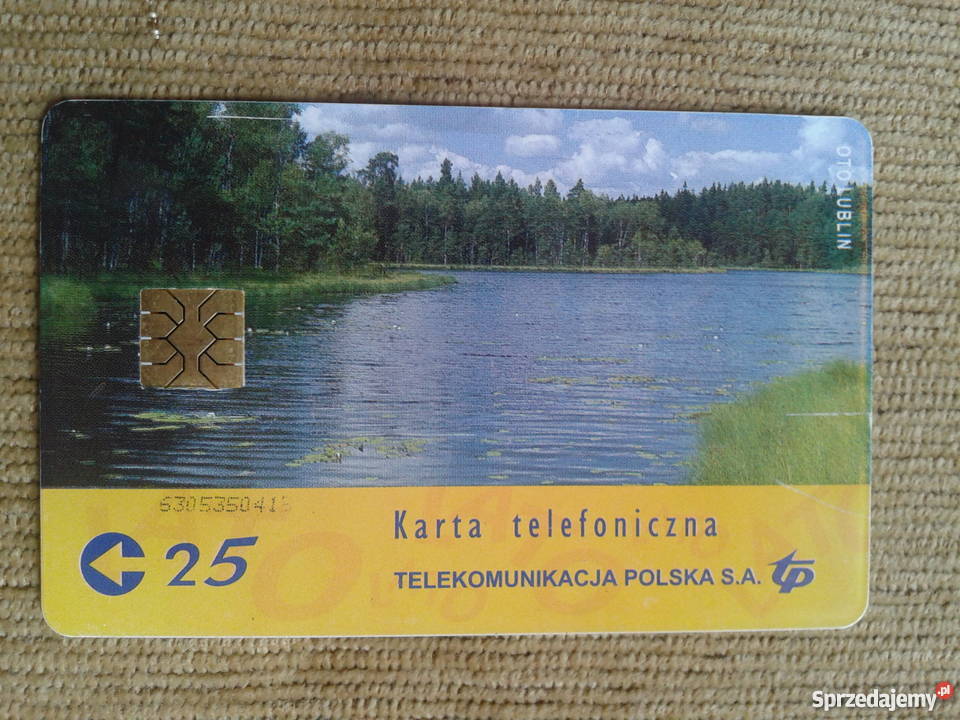 OTO LUBLIN
630535041
Karta telefoniczna
25
TELEKOMUNIKACJA POLSKA S.A. tp
Sprzedajemy.pl